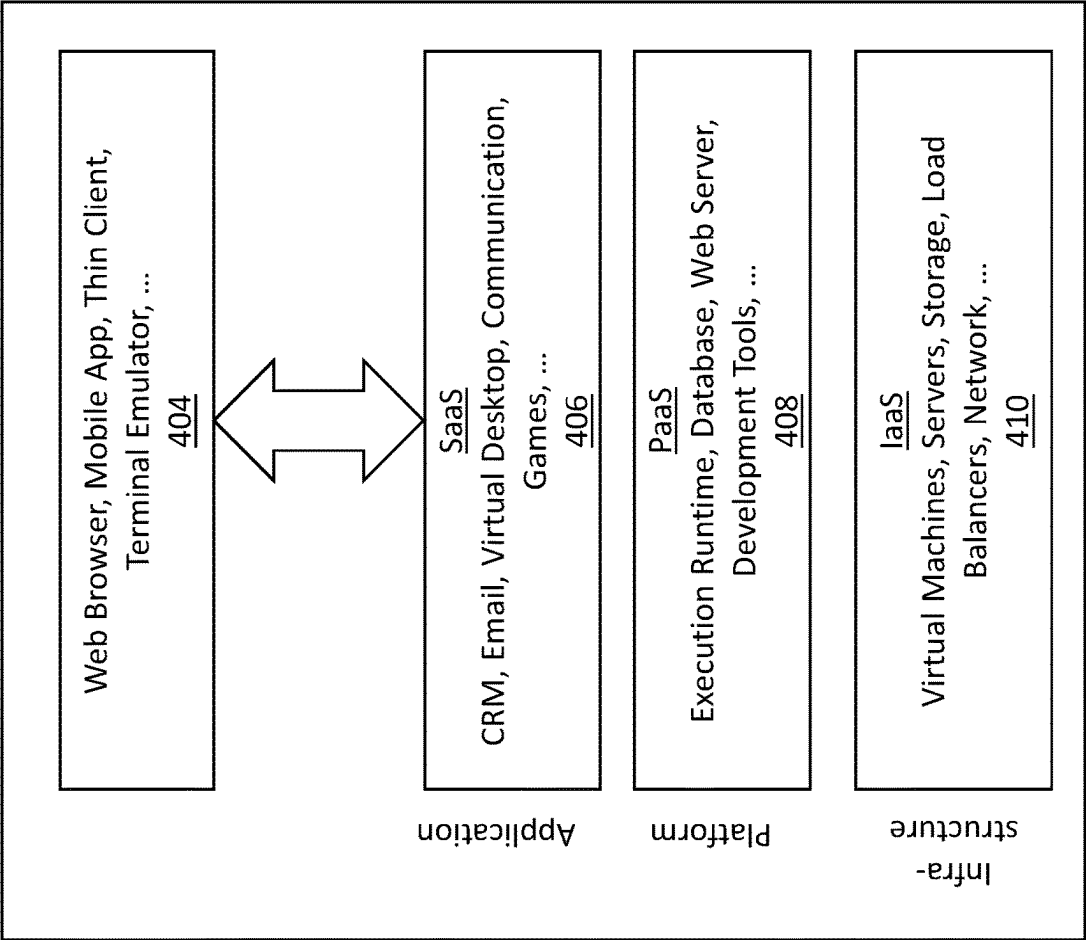 Web Browser, Mobile App, Thin Client,
Terminal Emulator, ...
404
Application
SaaS
CRM, Email, Virtual Desktop, Communication,
Games, ...
406
Platform
PaaS
Execution Runtime, Database, Web Server,
Development Tools, ...
408
Infra-
structure
IaaS
Virtual Machines, Servers, Storage, Load
Balancers, Network, ...
410